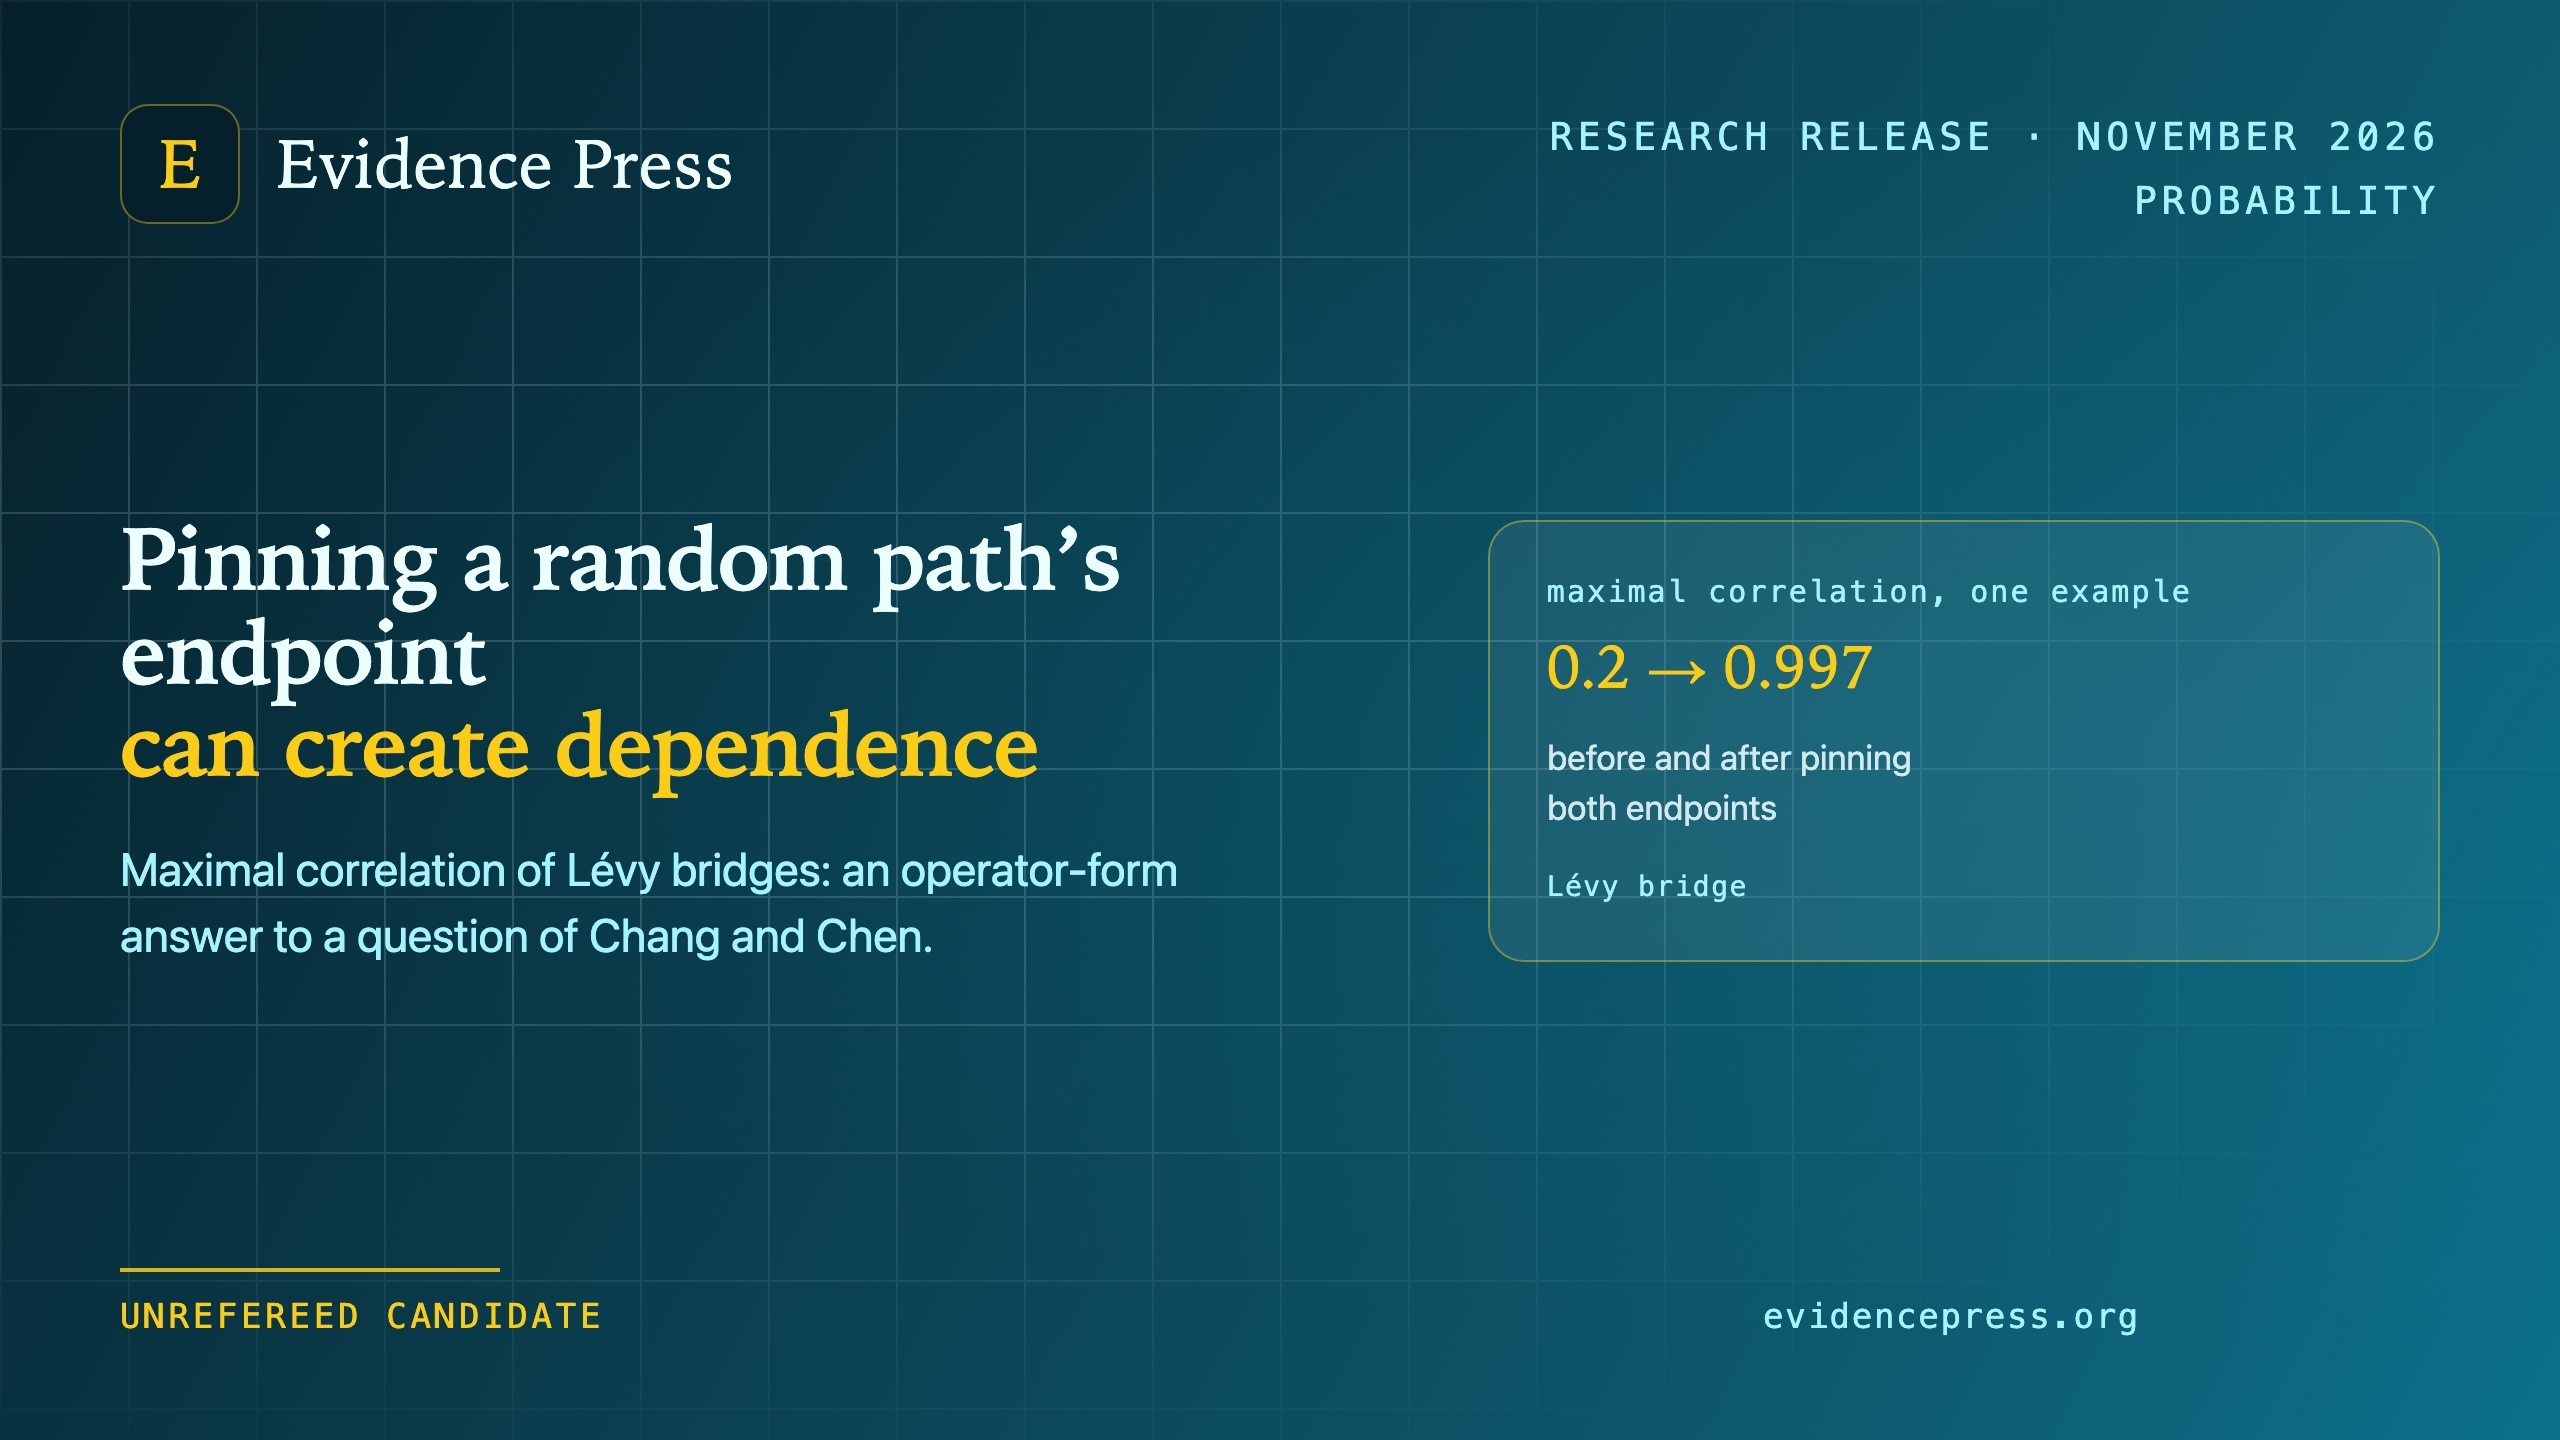 E
Evidence Press
RESEARCH RELEASE · NOVEMBER 2026
PROBABILITY
Pinning a random path’s
endpoint
can create dependence
Maximal correlation of Lévy bridges: an operator-form
answer to a question of Chang and Chen.
maximal correlation, one example
0.2 → 0.997
before and after pinning
both endpoints
Lévy bridge
UNREFEREED CANDIDATE
evidencepress.org